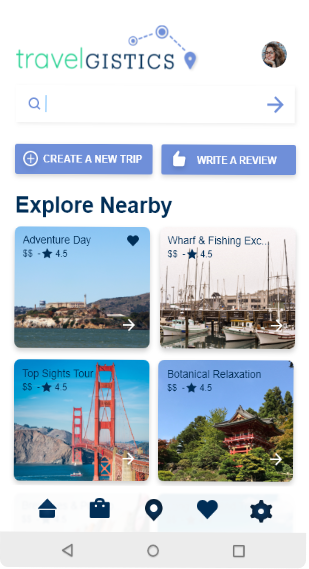 travelGISTICS
CREATE A NEW TRIP
WRITE A REVIEW
Explore Nearby
Adventure Day
$$ - 4.5
Wharf & Fishing Exc..
$$ - 4.5
Top Sights Tour
$$ - 4.5
Botanical Relaxation
$$ - 4.5